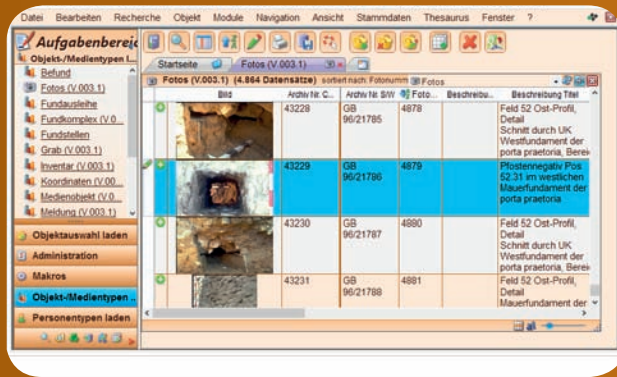 Datei Bearbeiten Recherche Objekt Module Navigation Ansicht Stammdaten Thesaurus Fenster ?
Aufgabenbereic
Objekt-/Medientypen l...
Befund
Fotos (V.003.1)
Fundausleihe
Fundkomplex (V.0...
Fundstellen
Grab (V.003.1)
Inventar (V.003.1)
Koordinaten (V.00...
Medienobjekt (V.0...
Meldung (V.003.1)
Objektauswahl laden
Administration
Makros
Objekt-/Medientypen ..
Personentypen laden
Startseite Fotos (V.003.1)
Fotos (V.003.1) (4.864 Datensätze) sortiert nach: Fotonumm Fotos
Bild Archiv Nr. C... Archiv Nr. S/W Foto... Beschreibu... Beschreibung Titel
43228 GB 96/21785 4878 Feld 52 Ost-Profil,
Detail
Schnitt durch UK
Westfundament der
porta praetoria, Berei
43229 GB 96/21786 4879 Pfostennegativ Pos
52.31 im westlichen
Mauerfundament der
porta praetoria
43230 GB 96/21787 4880 Feld 52 Ost-Profil,
Detail
Schnitt durch UK
Westfundament der
porta praetoria, Berei
43231 GB 96/21788 4881 Feld 52 Ost-Profil,
Detail
Mauerfundament der